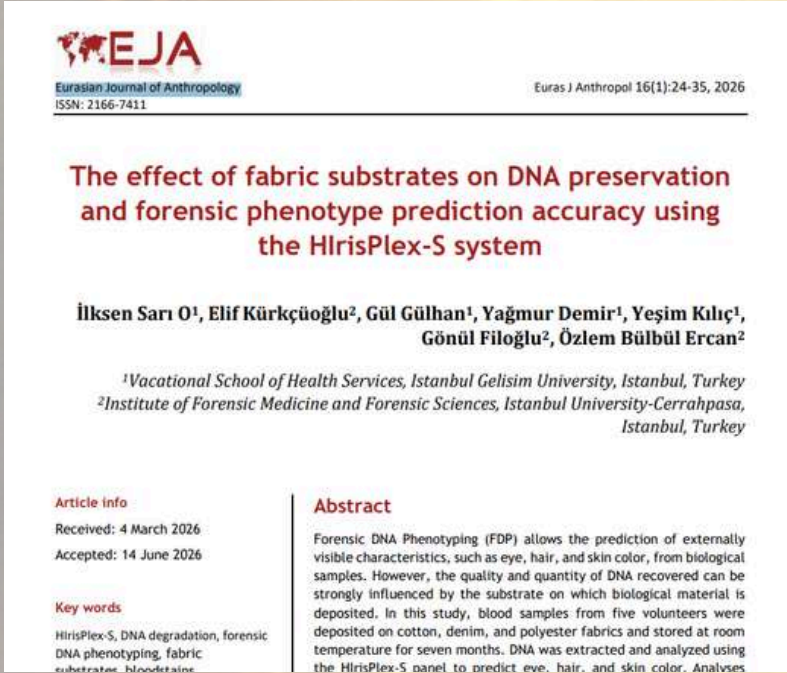 EJA
Eurasian Journal of Anthropology
Euras J Anthropol 16(1):24-35, 2026
ISSN: 2166-7411
The effect of fabric substrates on DNA preservation
and forensic phenotype prediction accuracy using
the HIrisPlex-S system
İlksen Sarı O¹, Elif Kürkçüoğlu², Gül Gülhan¹, Yağmur Demir¹, Yeşim Kılıç¹,
Gönül Filoğlu², Özlem Bülbül Ercan²
¹Vacational School of Health Services, Istanbul Gelisim University, Istanbul, Turkey
²Institute of Forensic Medicine and Forensic Sciences, Istanbul University-Cerrahpasa,
Istanbul, Turkey
Article info
Received: 4 March 2026
Accepted: 14 June 2026
Key words
HIrisPlex-S, DNA degradation, forensic
DNA phenotyping, fabric
substrates, bloodstains
Abstract
Forensic DNA Phenotyping (FDP) allows the prediction of externally
visible characteristics, such as eye, hair, and skin color, from biological
samples. However, the quality and quantity of DNA recovered can be
strongly influenced by the substrate on which biological material is
deposited. In this study, blood samples from five volunteers were
deposited on cotton, denim, and polyester fabrics and stored at room
temperature for seven months. DNA was extracted and analyzed using
the HIrisPlex-S panel to predict eye, hair, and skin color. Analyses